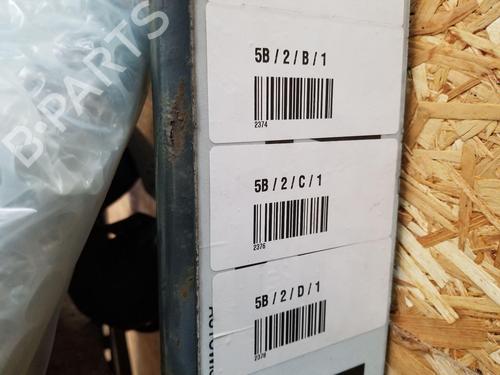 B-PARTS
5B / 2 / B / 1
2374
5B / 2 / C / 1
2376
5B / 2 / D / 1
2378